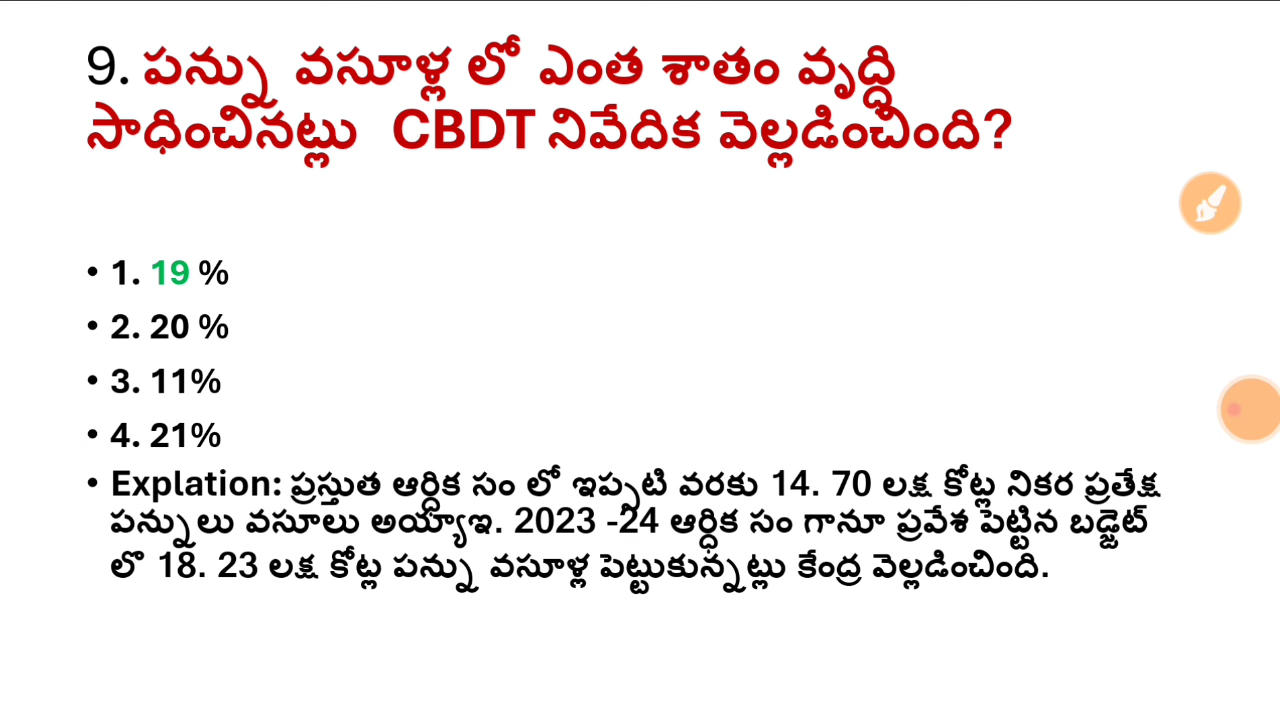 9. పన్ను వసూళ్ల లో ఎంత శాతం వృద్ధి
సాధించినట్లు CBDT నివేదిక వెల్లడించింది?
• 1. 19 %
• 2. 20 %
• 3. 11%
• 4. 21%
• Explation: ప్రస్తుత ఆర్ధిక సం లో ఇప్పటి వరకు 14. 70 లక్ష కోట్ల నికర ప్రతేక్ష
పన్నులు వసూలు అయ్యాఇ. 2023 -24 ఆర్ధిక సం గానూ ప్రవేశ పెట్టిన బడ్జెట్
లొ 18. 23 లక్ష కోట్ల పన్ను వసూళ్ల పెట్టుకున్నట్లు కేంద్ర వెల్లడించింది.